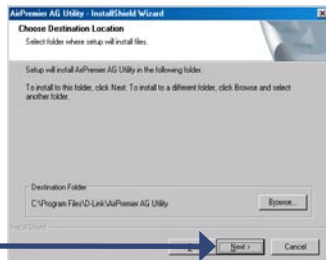 AirPremier AG Utility - InstallShield Wizard
Choose Destination Location
Select folder where setup will install files.
Setup will install AirPremier AG Utility in the following folder.
To install to this folder, click Next. To install to a different folder, click Browse and select
another folder.
Destination Folder
C:\Program Files\D-Link\AirPremier AG Utility
Browse...
InstallShield
Next >
Cancel